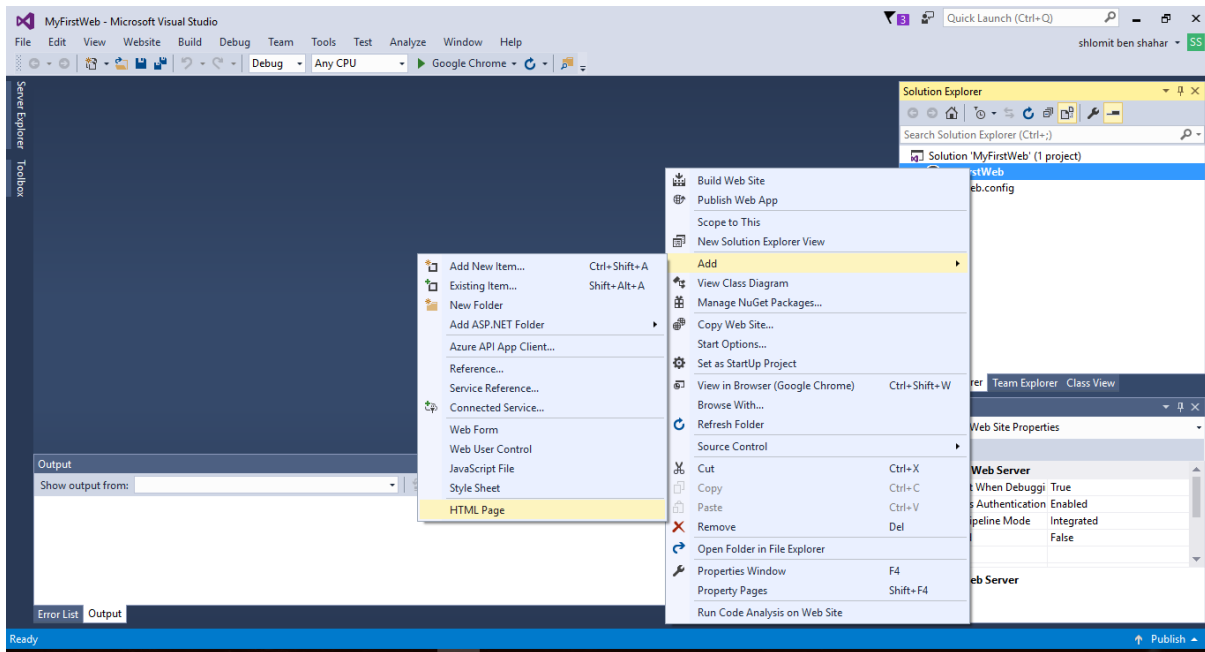 MyFirstWeb - Microsoft Visual Studio
3
Quick Launch (Ctrl+Q)
File Edit View Website Build Debug Team Tools Test Analyze Window Help
shlomit ben shahar
SS
Debug Any CPU Google Chrome
Server Explorer
Toolbox
Solution Explorer
Search Solution Explorer (Ctrl+;)
Solution 'MyFirstWeb' (1 project)
stWeb
eb.config
Build Web Site
Publish Web App
Scope to This
New Solution Explorer View
Add
View Class Diagram
Manage NuGet Packages...
Copy Web Site...
Start Options...
Set as StartUp Project
View in Browser (Google Chrome) Ctrl+Shift+W
Browse With...
Refresh Folder
Source Control
Cut Ctrl+X
Copy Ctrl+C
Paste Ctrl+V
Remove Del
Open Folder in File Explorer
Properties Window F4
Property Pages Shift+F4
Run Code Analysis on Web Site
Add New Item... Ctrl+Shift+A
Existing Item... Shift+Alt+A
New Folder
Add ASP.NET Folder
Azure API App Client...
Reference...
Service Reference...
Connected Service...
Web Form
Web User Control
JavaScript File
Style Sheet
HTML Page
rer Team Explorer Class View
Web Site Properties
Web Server
t When Debuggi True
s Authentication Enabled
ipeline Mode Integrated
False
eb Server
Output
Show output from:
Error List Output
Ready
Publish